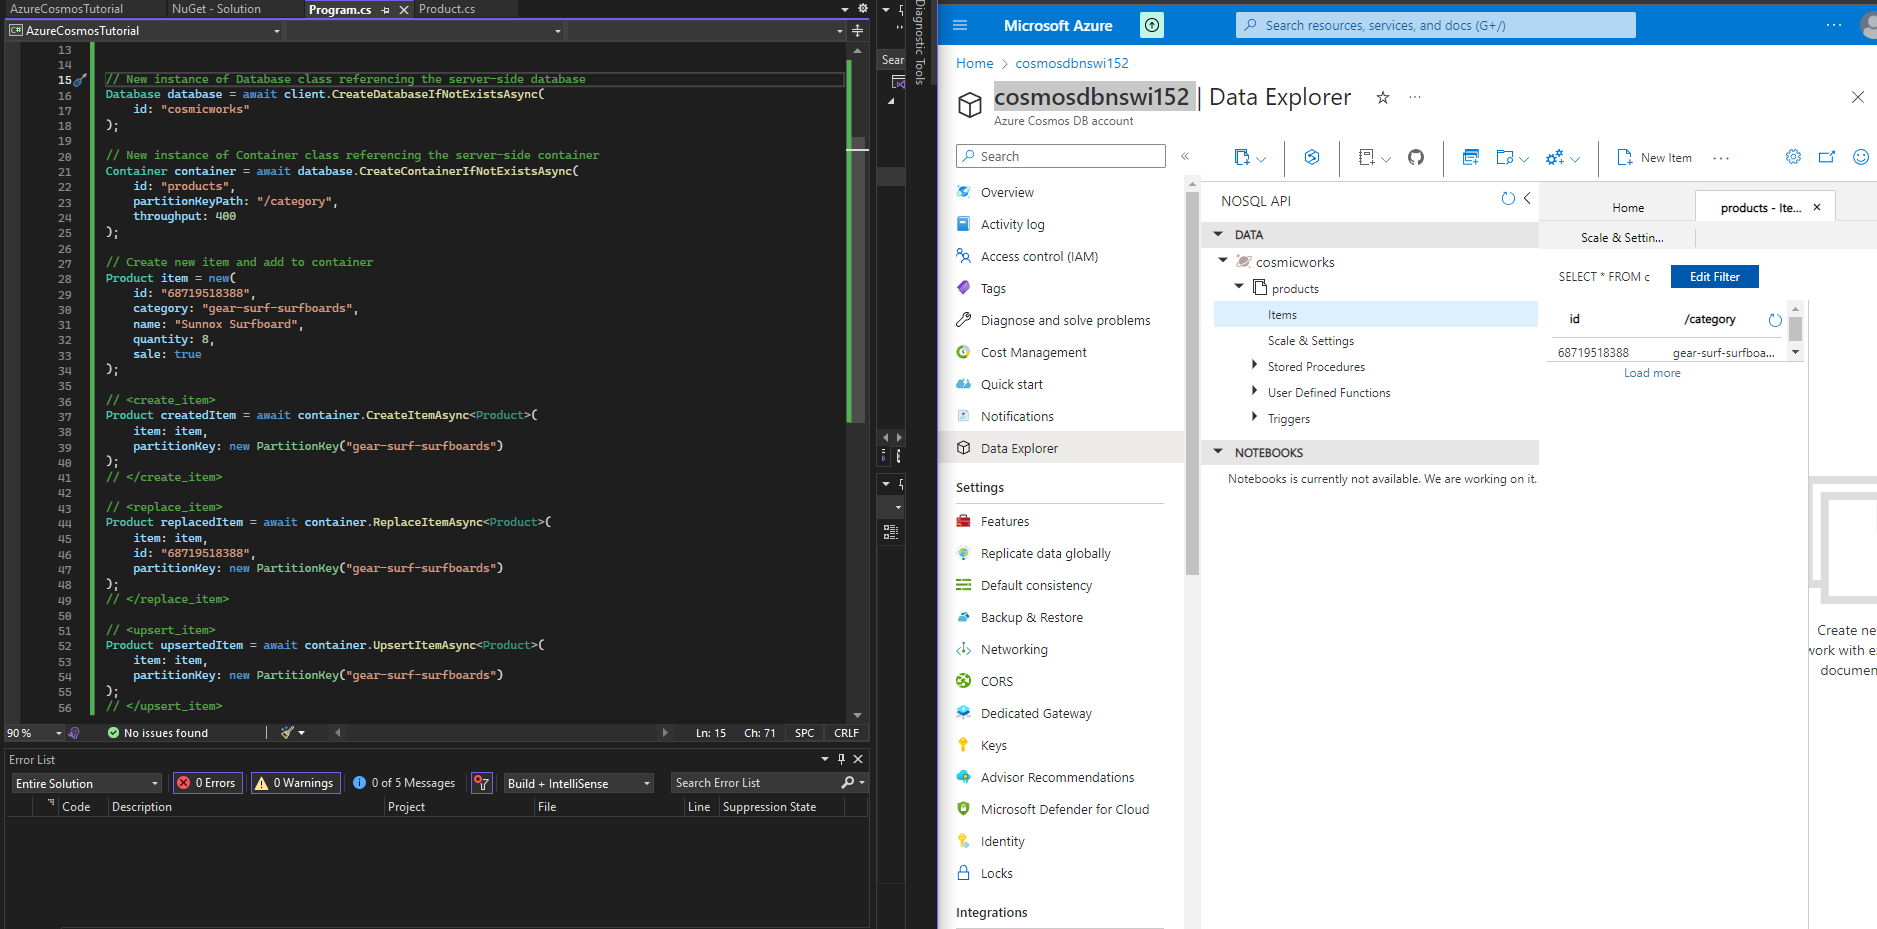 AzureCosmosTutorial
NuGet - Solution
Program.cs
Product.cs
C# AzureCosmosTutorial
13
14
15 // New instance of Database class referencing the server-side database
16 Database database = await client.CreateDatabaseIfNotExistsAsync(
17 id: "cosmicworks"
18 );
19
20 // New instance of Container class referencing the server-side container
21 Container container = await database.CreateContainerIfNotExistsAsync(
22 id: "products",
23 partitionKeyPath: "/category",
24 throughput: 400
25 );
26
27 // Create new item and add to container
28 Product item = new(
29 id: "68719518388",
30 category: "gear-surf-surfboards",
31 name: "Sunnox Surfboard",
32 quantity: 8,
33 sale: true
34 );
35
36 // <create_item>
37 Product createdItem = await container.CreateItemAsync<Product>(
38 item: item,
39 partitionKey: new PartitionKey("gear-surf-surfboards")
40 );
41 // </create_item>
42
43 // <replace_item>
44 Product replacedItem = await container.ReplaceItemAsync<Product>(
45 item: item,
46 id: "68719518388",
47 partitionKey: new PartitionKey("gear-surf-surfboards")
48 );
49 // </replace_item>
50
51 // <upsert_item>
52 Product upsertedItem = await container.UpsertItemAsync<Product>(
53 item: item,
54 partitionKey: new PartitionKey("gear-surf-surfboards")
55 );
56 // </upsert_item>
90 %
No issues found
Ln: 15 Ch: 71 SPC CRLF
Error List
Entire Solution
0 Errors
0 Warnings
0 of 5 Messages
Build + IntelliSense
Search Error List
Code Description Project File Line Suppression State
Sear
Diagnostic Tools
Microsoft Azure
Search resources, services, and docs (G+/)
...
Home > cosmosdbnswi152
cosmosdbnswi152 | Data Explorer
...
Azure Cosmos DB account
Search
«
Overview
Activity log
Access control (IAM)
Tags
Diagnose and solve problems
Cost Management
Quick start
Notifications
Data Explorer
Settings
Features
Replicate data globally
Default consistency
Backup & Restore
Networking
CORS
Dedicated Gateway
Keys
Advisor Recommendations
Microsoft Defender for Cloud
Identity
Locks
Integrations
New Item
...
NOSQL API
DATA
cosmicworks
products
Items
Scale & Settings
Stored Procedures
User Defined Functions
Triggers
NOTEBOOKS
Notebooks is currently not available. We are working on it.
Home
products - Ite...
Scale & Settin...
SELECT * FROM c
Edit Filter
id /category
68719518388 gear-surf-surfboa...
Load more
Create ne
work with e
documen